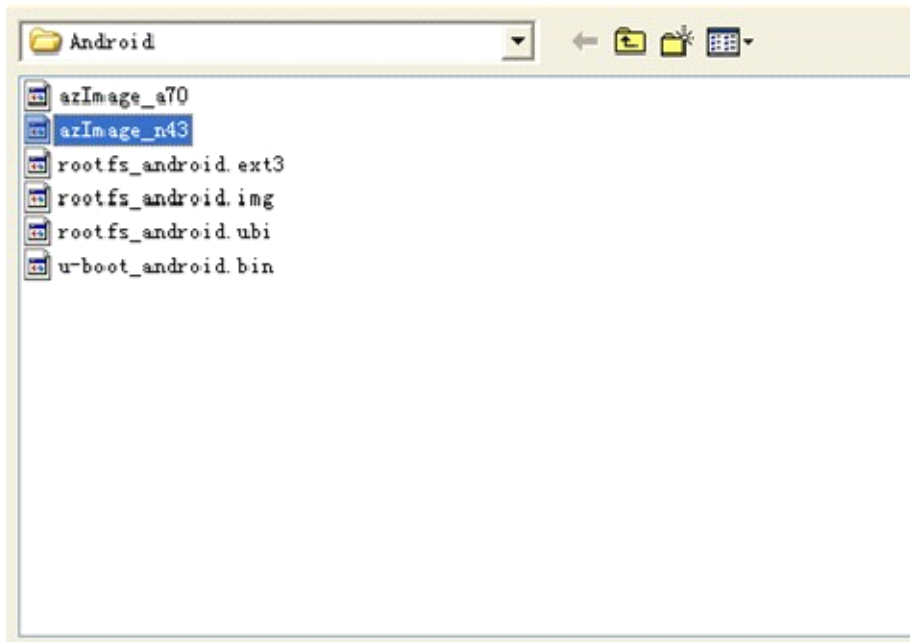 Android
azImage_a70
azImage_n43
rootfs_android.ext3
rootfs_android.img
rootfs_android.ubi
u-boot_android.bin